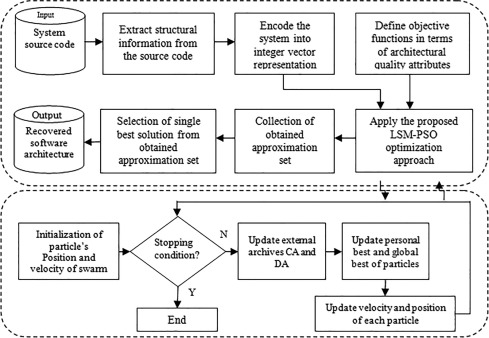 Input
System
source code
Extract structural
information from
the source code
Encode the
system into
integer vector
representation
Define objective
functions in terms
of architectural
quality attributes
Output
Recovered
software
architecture
Selection of single
best solution from
obtained
approximation set
Collection of
obtained
approximation
set
Apply the proposed
LSM-PSO
optimization
approach
Initialization of
particle's
Position and
velocity of swarm
Stopping
condition?
N
Y
Update external
archives CA and
DA
Update personal
best and global
best of particles
End
Update velocity and position
of each particle